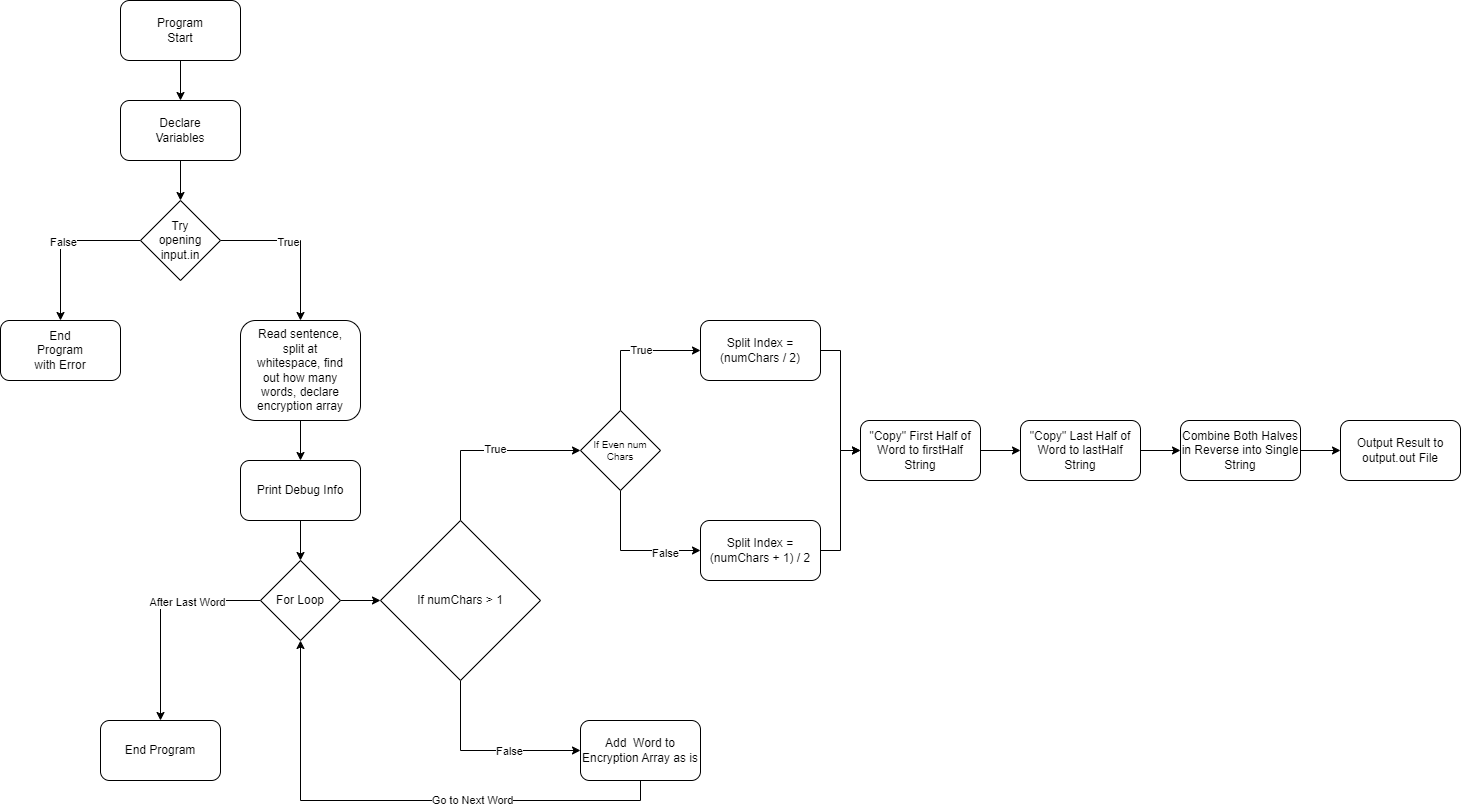 Program
Start
Declare
Variables
Try
opening
input.in
False
True
End
Program
with Error
Read sentence,
split at
whitespace, find
out how many
words, declare
encryption array
Print Debug Info
For Loop
After Last Word
End Program
If numChars > 1
True
False
Add  Word to
Encryption Array as is
Go to Next Word
If Even num
Chars
True
False
Split Index =
(numChars / 2)
Split Index =
(numChars + 1) / 2
"Copy" First Half of
Word to firstHalf
String
"Copy" Last Half of
Word to lastHalf
String
Combine Both Halves
in Reverse into Single
String
Output Result to
output.out File